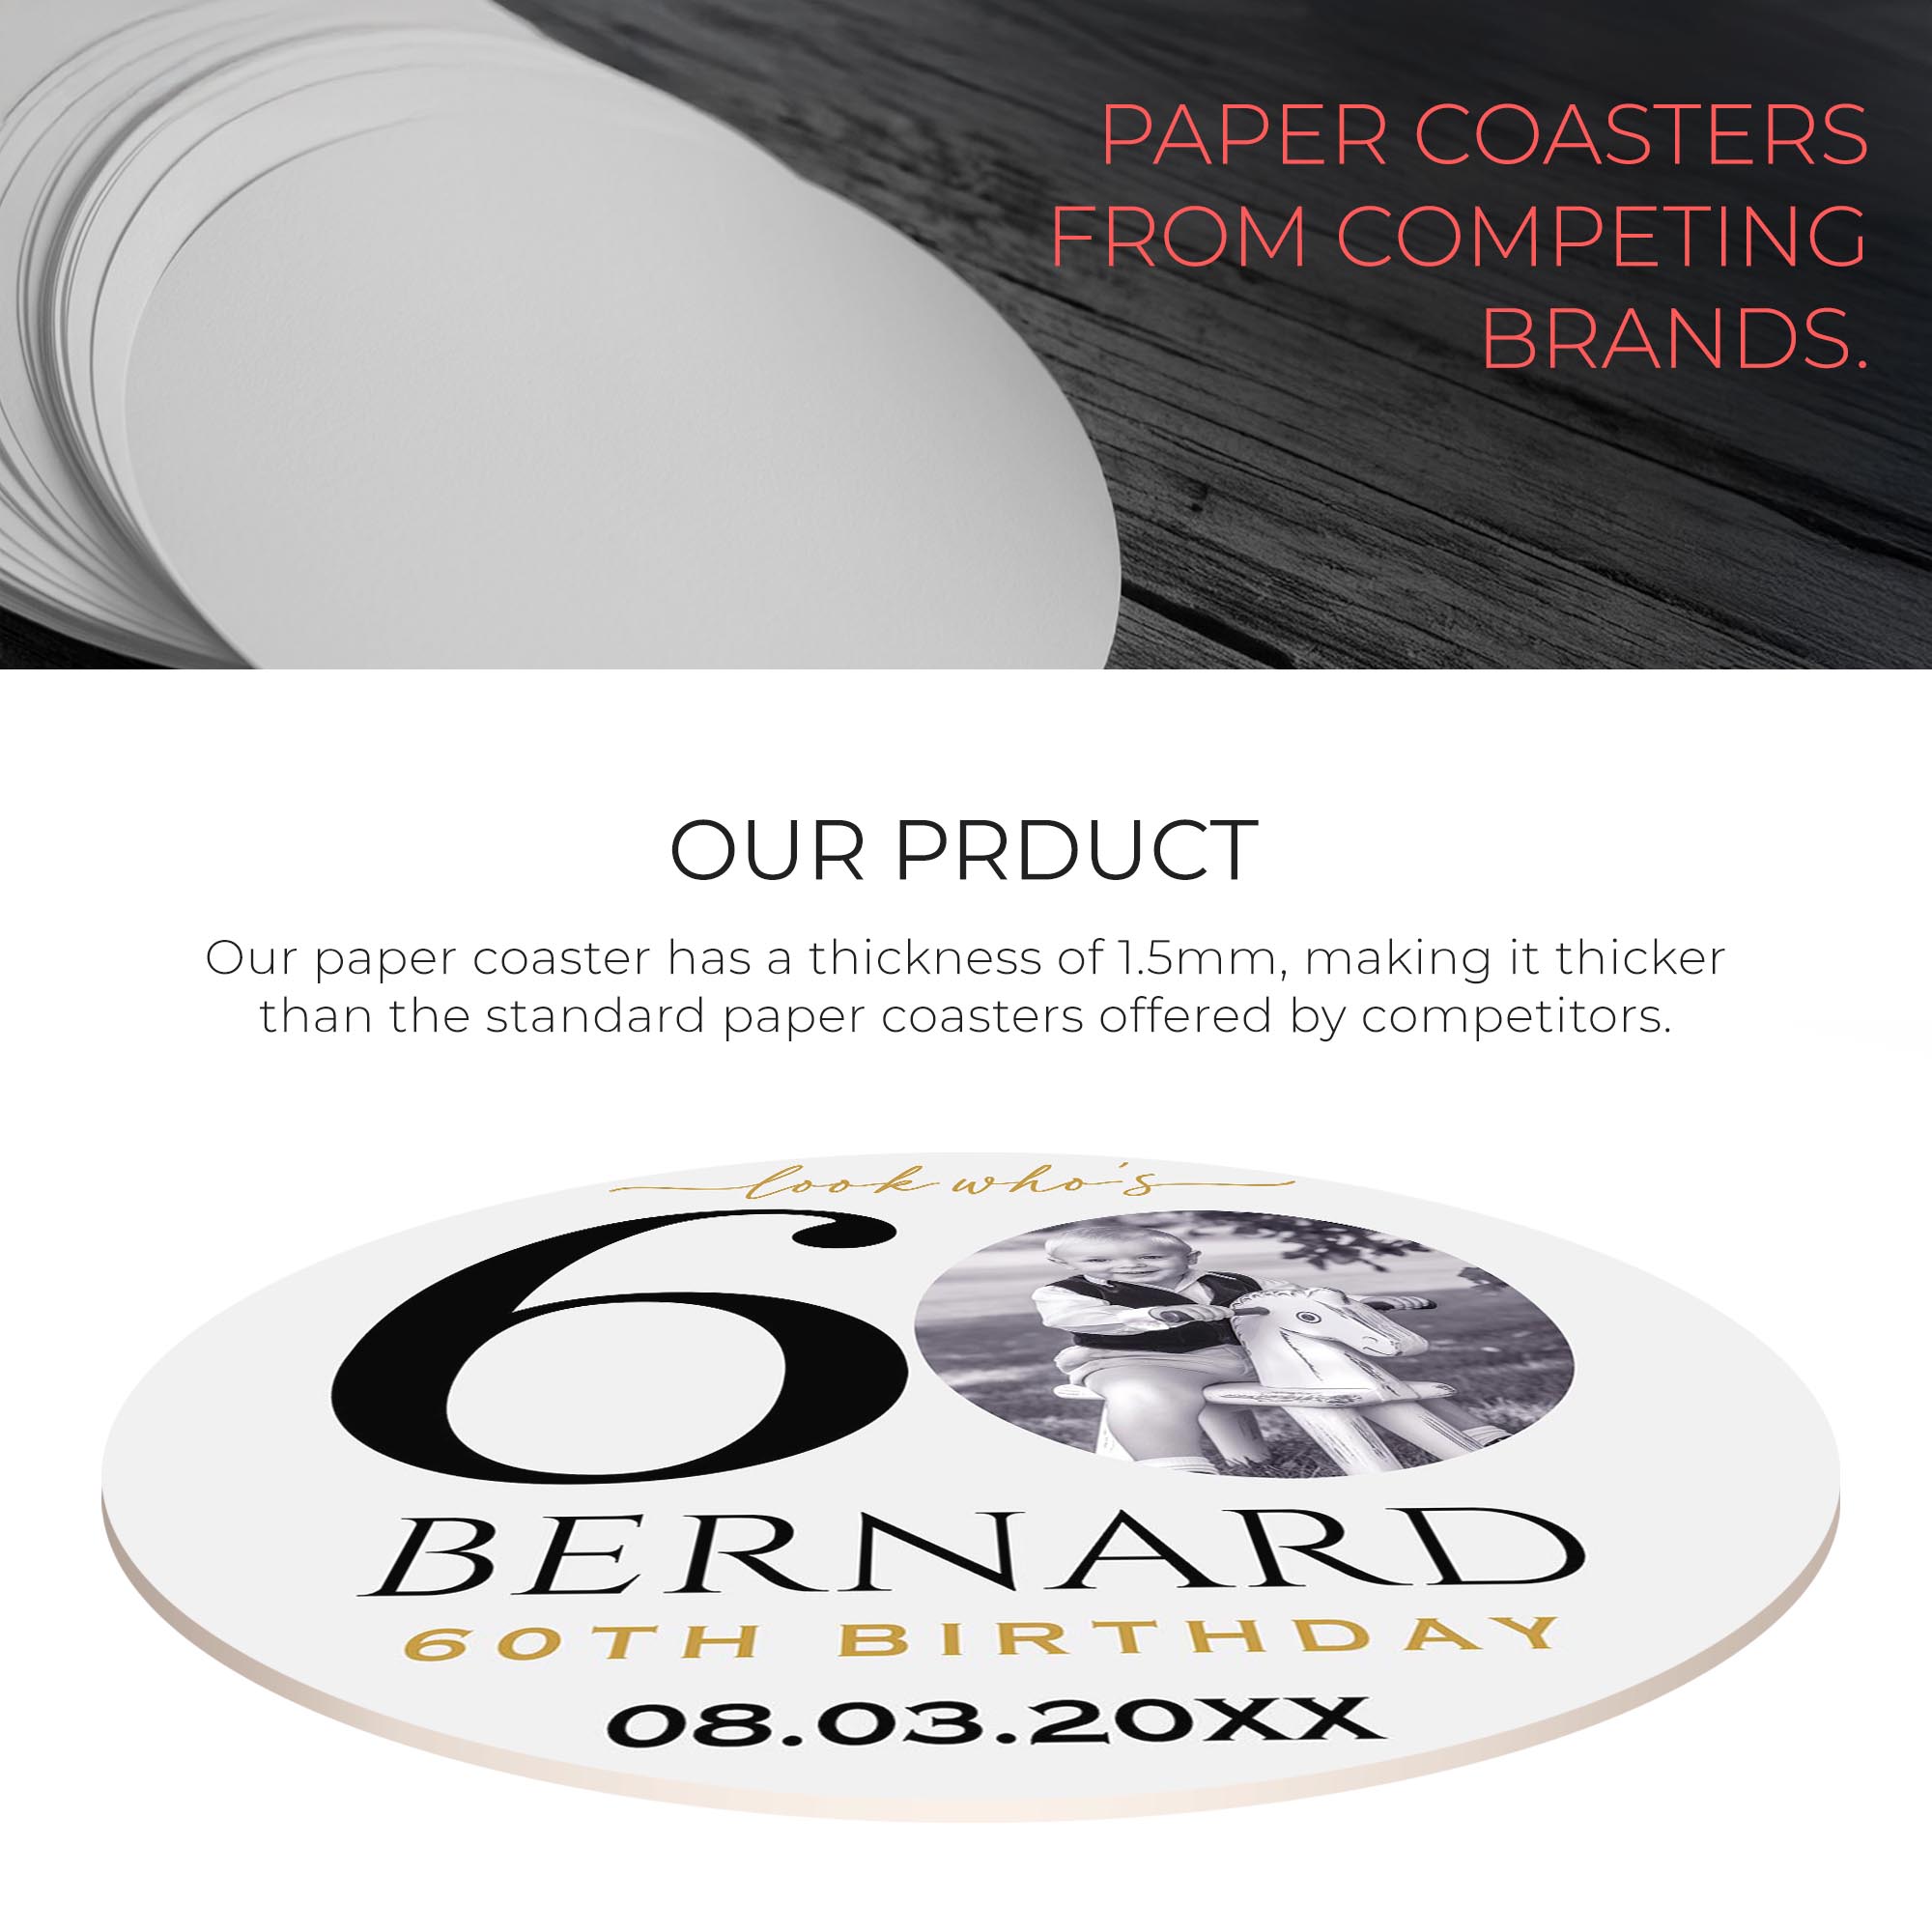 PAPER COASTERS
FROM COMPETING
BRANDS.
OUR PRDUCT
Our paper coaster has a thickness of 1.5mm, making it thicker
than the standard paper coasters offered by competitors.
look who's
6
BERNARD
60TH BIRTHDAY
08.03.20XX